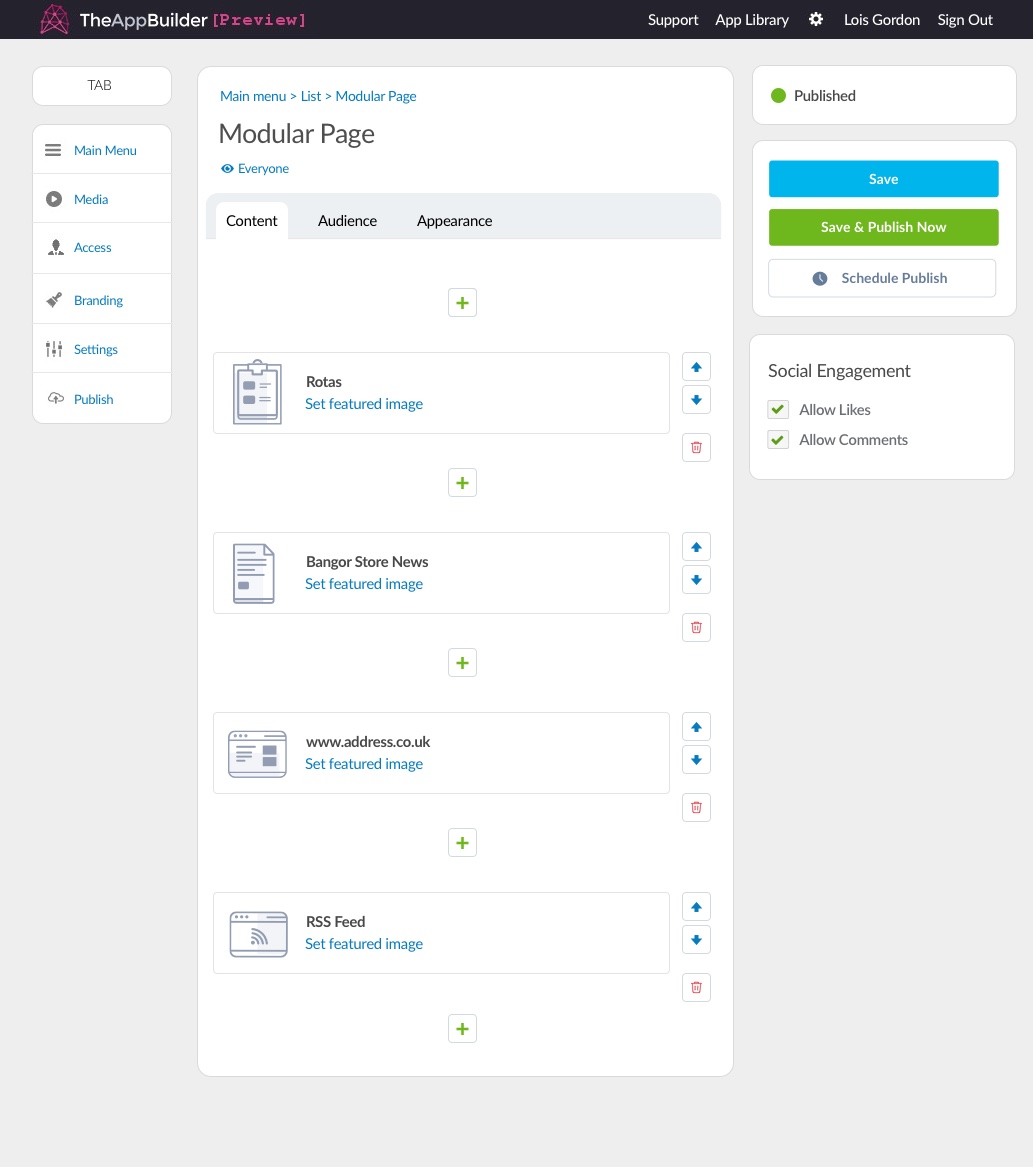 TheAppBuilder [Preview]
Support App Library Lois Gordon Sign Out
TAB
Main Menu
Media
Access
Branding
Settings
Publish
Main menu > List > Modular Page
Modular Page
Everyone
Content Audience Appearance
Rotas
Set featured image
Bangor Store News
Set featured image
www.address.co.uk
Set featured image
RSS Feed
Set featured image
Published
Save
Save & Publish Now
Schedule Publish
Social Engagement
Allow Likes
Allow Comments